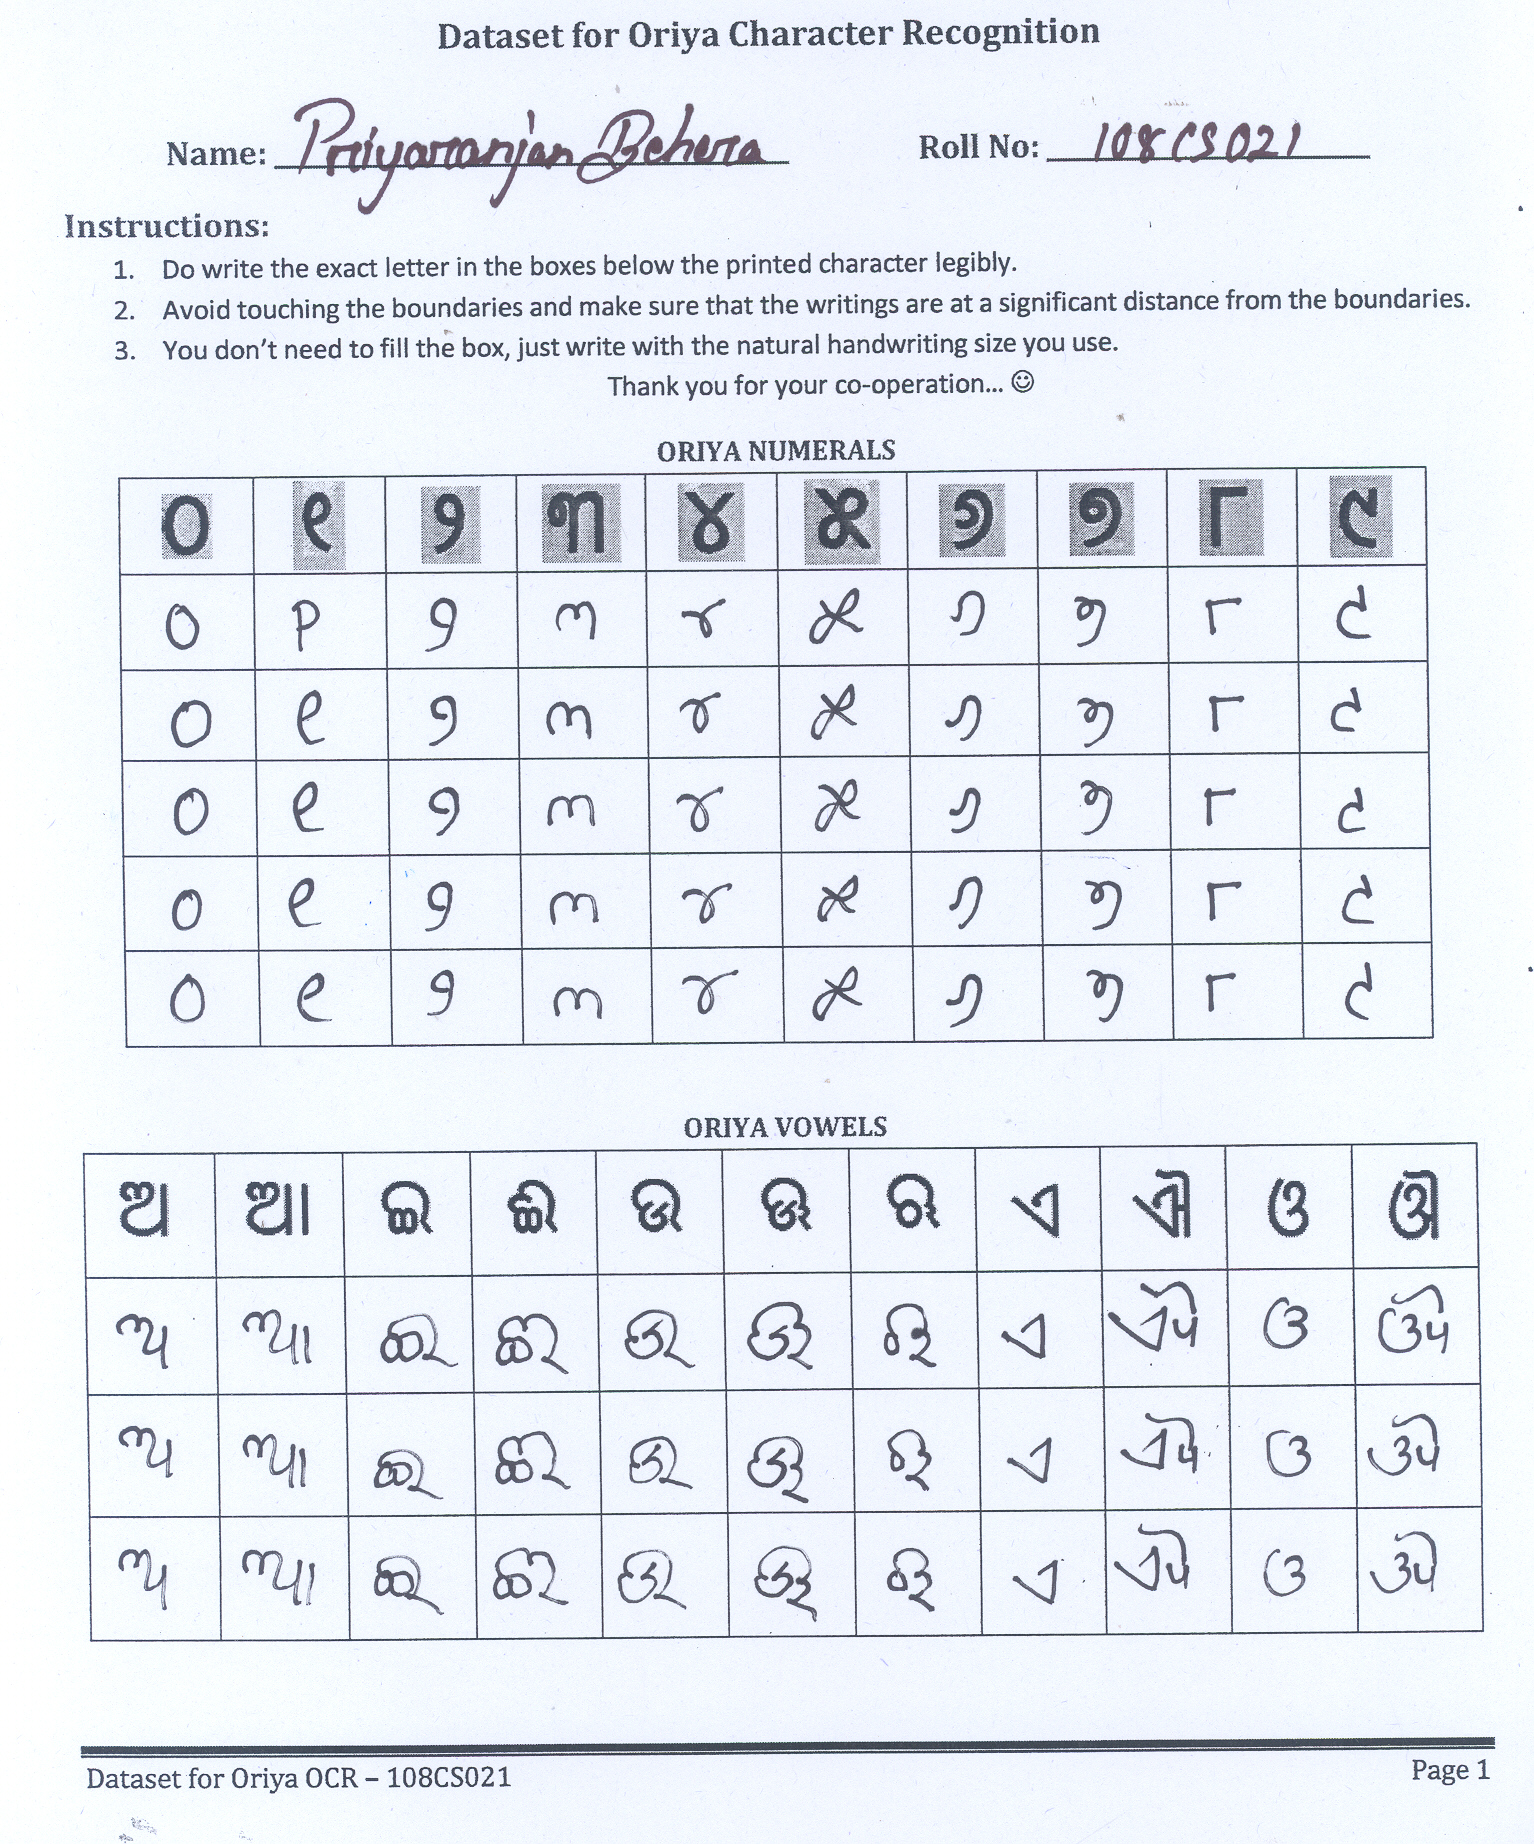 Dataset for Oriya Character Recognition
Name: Priyaranjan Behera Roll No: 108CS021
Instructions:
1. Do write the exact letter in the boxes below the printed character legibly.
2. Avoid touching the boundaries and make sure that the writings are at a significant distance from the boundaries.
3. You don't need to fill the box, just write with the natural handwriting size you use.
Thank you for your co-operation... ☺
ORIYA NUMERALS
୦ ୧ ୨ ୩ ୪ ୫ ୬ ୭ ୮ ୯
୦ ୧ ୨ ୩ ୪ ୫ ୬ ୭ ୮ ୯
୦ ୧ ୨ ୩ ୪ ୫ ୬ ୭ ୮ ୯
୦ ୧ ୨ ୩ ୪ ୫ ୬ ୭ ୮ ୯
୦ ୧ ୨ ୩ ୪ ୫ ୬ ୭ ୮ ୯
୦ ୧ ୨ ୩ ୪ ୫ ୬ ୭ ୮ ୯
ORIYA VOWELS
ଅ ଆ ଇ ଈ ଉ ଊ ଋ ଏ ଐ ଓ ଔ
ଅ ଆ ଇ ଈ ଉ ଊ ଋ ଏ ଐ ଓ ଔ
ଅ ଆ ଇ ଈ ଉ ଊ ଋ ଏ ଐ ଓ ଔ
ଅ ଆ ଇ ଈ ଉ ଊ ଋ ଏ ଐ ଓ ଔ
Dataset for Oriya OCR – 108CS021 Page 1